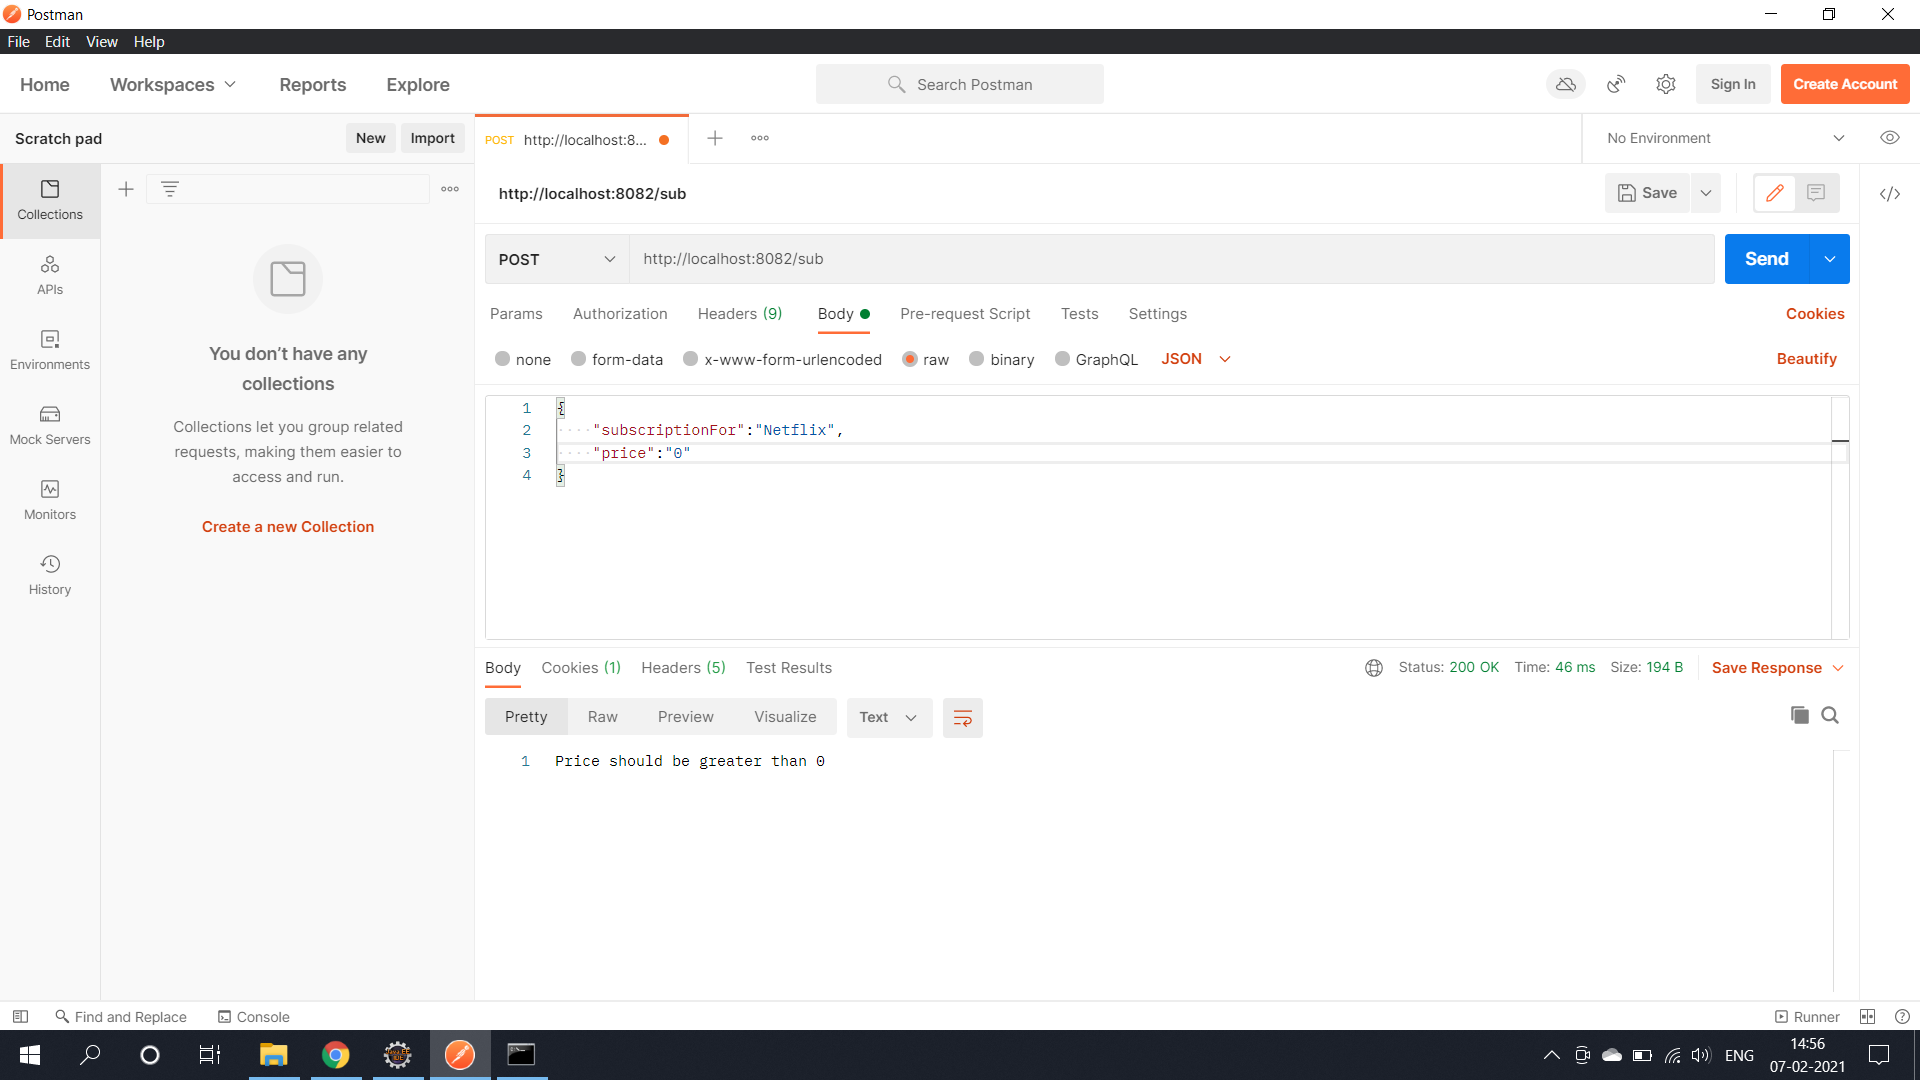 Postman
File Edit View Help
Home Workspaces Reports Explore Search Postman Sign In Create Account
Scratch pad New Import
POST http://localhost:8... No Environment
http://localhost:8082/sub Save
Collections
APIs
Environments
Mock Servers
Monitors
History
You don't have any
collections
Collections let you group related
requests, making them easier to
access and run.
Create a new Collection
POST http://localhost:8082/sub Send
Params Authorization Headers (9) Body Pre-request Script Tests Settings Cookies
none form-data x-www-form-urlencoded raw binary GraphQL JSON Beautify
1 {
2 "subscriptionFor":"Netflix",
3 "price":"0"
4 }
Body Cookies (1) Headers (5) Test Results Status: 200 OK Time: 46 ms Size: 194 B Save Response
Pretty Raw Preview Visualize Text
1 Price should be greater than 0
Find and Replace Console Runner
ENG 14:56
07-02-2021